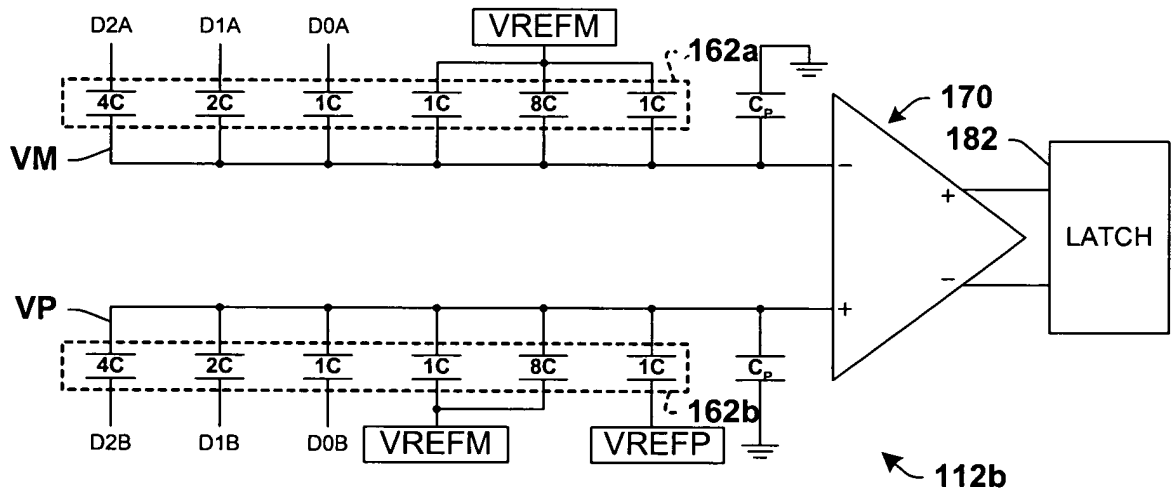 D2A D1A D0A VREFM
162a
4C 2C 1C 1C 8C 1C CP
170
182
VM
−
+
LATCH
−
VP
+
4C 2C 1C 1C 8C 1C CP
162b
D2B D1B D0B VREFM VREFP
112b